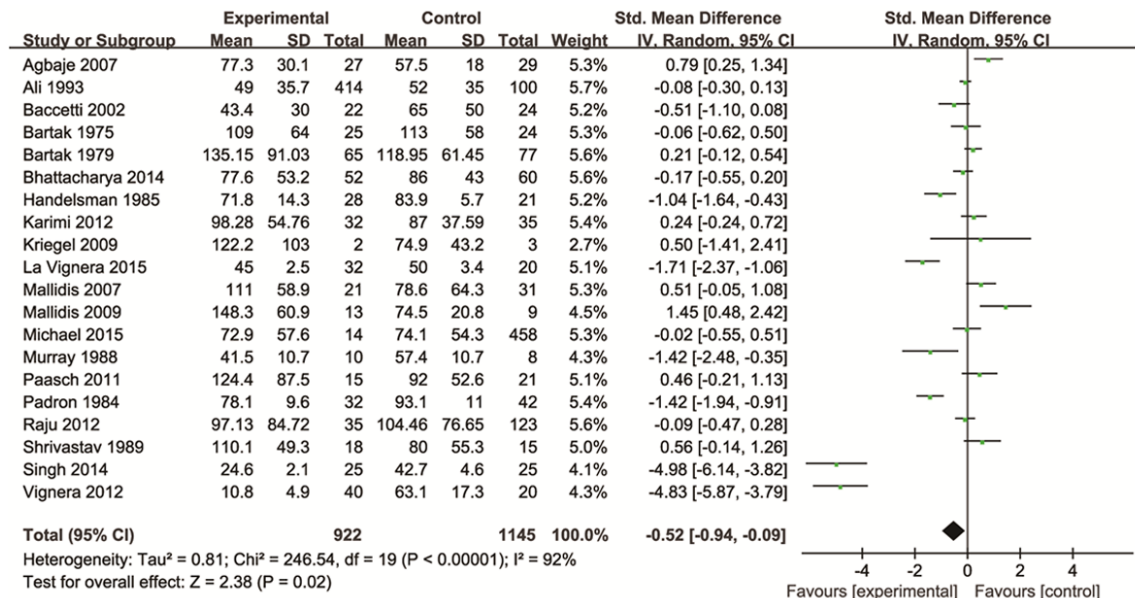 Experimental Control Std. Mean Difference Std. Mean Difference
Study or Subgroup Mean SD Total Mean SD Total Weight IV, Random, 95% CI IV, Random, 95% CI
Agbaje 2007 77.3 30.1 27 57.5 18 29 5.3% 0.79 [0.25, 1.34]
Ali 1993 49 35.7 414 52 35 100 5.7% -0.08 [-0.30, 0.13]
Baccetti 2002 43.4 30 22 65 50 24 5.2% -0.51 [-1.10, 0.08]
Bartak 1975 109 64 25 113 58 24 5.3% -0.06 [-0.62, 0.50]
Bartak 1979 135.15 91.03 65 118.95 61.45 77 5.6% 0.21 [-0.12, 0.54]
Bhattacharya 2014 77.6 53.2 52 86 43 60 5.6% -0.17 [-0.55, 0.20]
Handelsman 1985 71.8 14.3 28 83.9 5.7 21 5.2% -1.04 [-1.64, -0.43]
Karimi 2012 98.28 54.76 32 87 37.59 35 5.4% 0.24 [-0.24, 0.72]
Kriegel 2009 122.2 103 2 74.9 43.2 3 2.7% 0.50 [-1.41, 2.41]
La Vignera 2015 45 2.5 32 50 3.4 20 5.1% -1.71 [-2.37, -1.06]
Mallidis 2007 111 58.9 21 78.6 64.3 31 5.3% 0.51 [-0.05, 1.08]
Mallidis 2009 148.3 60.9 13 74.5 20.8 9 4.5% 1.45 [0.48, 2.42]
Michael 2015 72.9 57.6 14 74.1 54.3 458 5.3% -0.02 [-0.55, 0.51]
Murray 1988 41.5 10.7 10 57.4 10.7 8 4.3% -1.42 [-2.48, -0.35]
Paasch 2011 124.4 87.5 15 92 52.6 21 5.1% 0.46 [-0.21, 1.13]
Padron 1984 78.1 9.6 32 93.1 11 42 5.4% -1.42 [-1.94, -0.91]
Raju 2012 97.13 84.72 35 104.46 76.65 123 5.6% -0.09 [-0.47, 0.28]
Shrivastav 1989 110.1 49.3 18 80 55.3 15 5.0% 0.56 [-0.14, 1.26]
Singh 2014 24.6 2.1 25 42.7 4.6 25 4.1% -4.98 [-6.14, -3.82]
Vignera 2012 10.8 4.9 40 63.1 17.3 20 4.3% -4.83 [-5.87, -3.79]
Total (95% CI) 922 1145 100.0% -0.52 [-0.94, -0.09]
Heterogeneity: Tau² = 0.81; Chi² = 246.54, df = 19 (P < 0.00001); I² = 92%
Test for overall effect: Z = 2.38 (P = 0.02)
-4 -2 0 2 4
Favours [experimental] Favours [control]